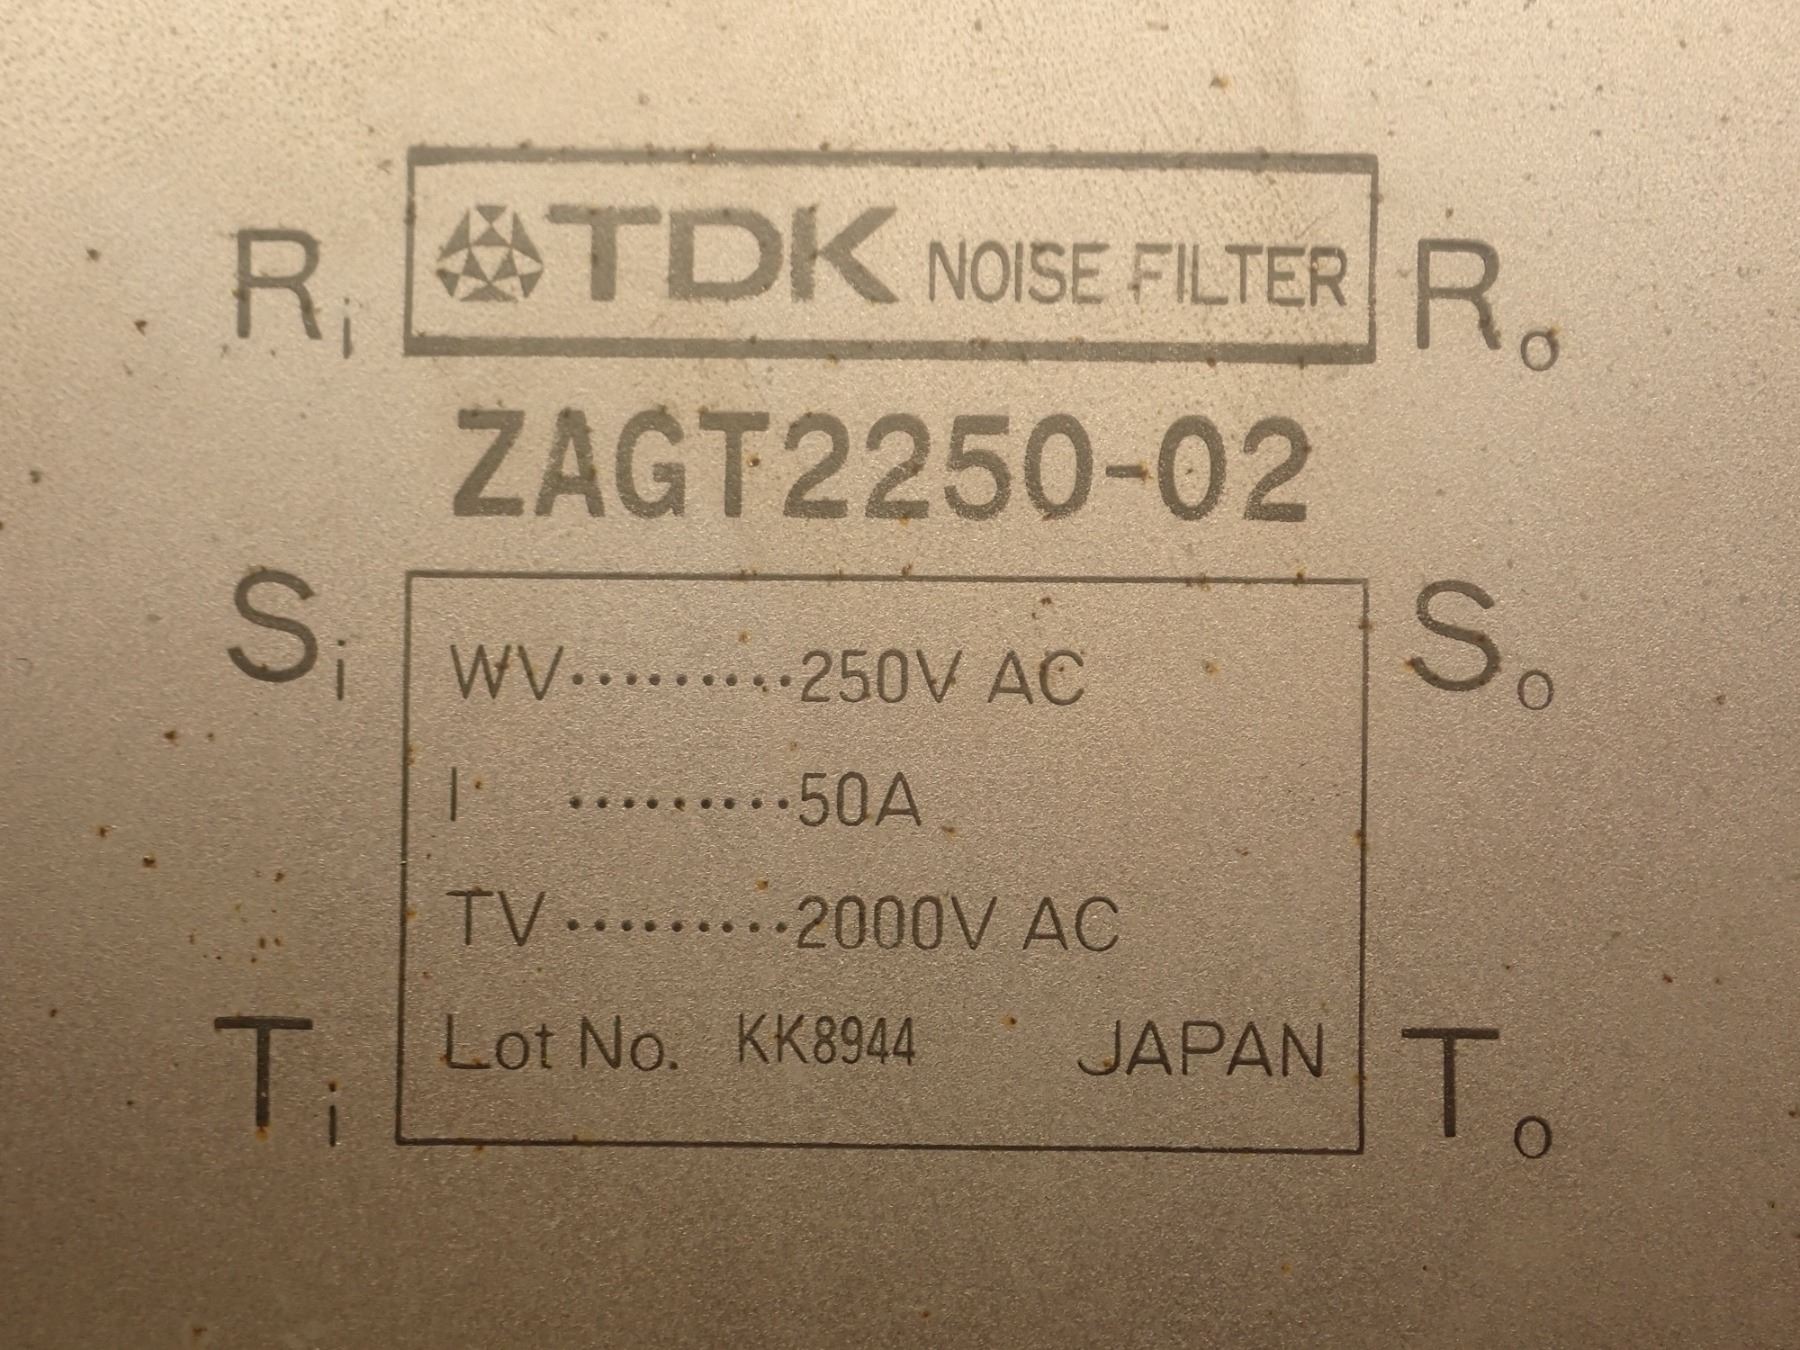 TDK NOISE FILTER
Ri Ro
ZAGT2250-02
Si So
WV·········250V AC
I ·········50A
TV·········2000V AC
Lot No. KK8944 JAPAN
Ti To